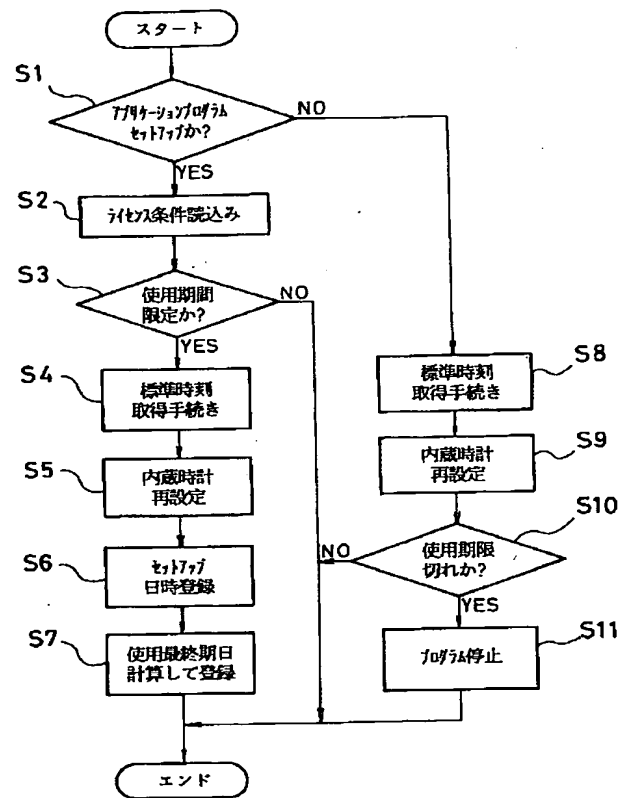 スタート
S1
アプリケーションプログラム
セットアップか?
NO
YES
S2
ライセンス条件読込み
S3
使用期間
限定か?
NO
YES
S4
標準時刻
取得手続き
S5
内蔵時計
再設定
S6
セットアップ
日時登録
S7
使用最終期日
計算して登録
S8
標準時刻
取得手続き
S9
内蔵時計
再設定
S10
使用期限
切れか?
NO
YES
S11
プログラム停止
エンド